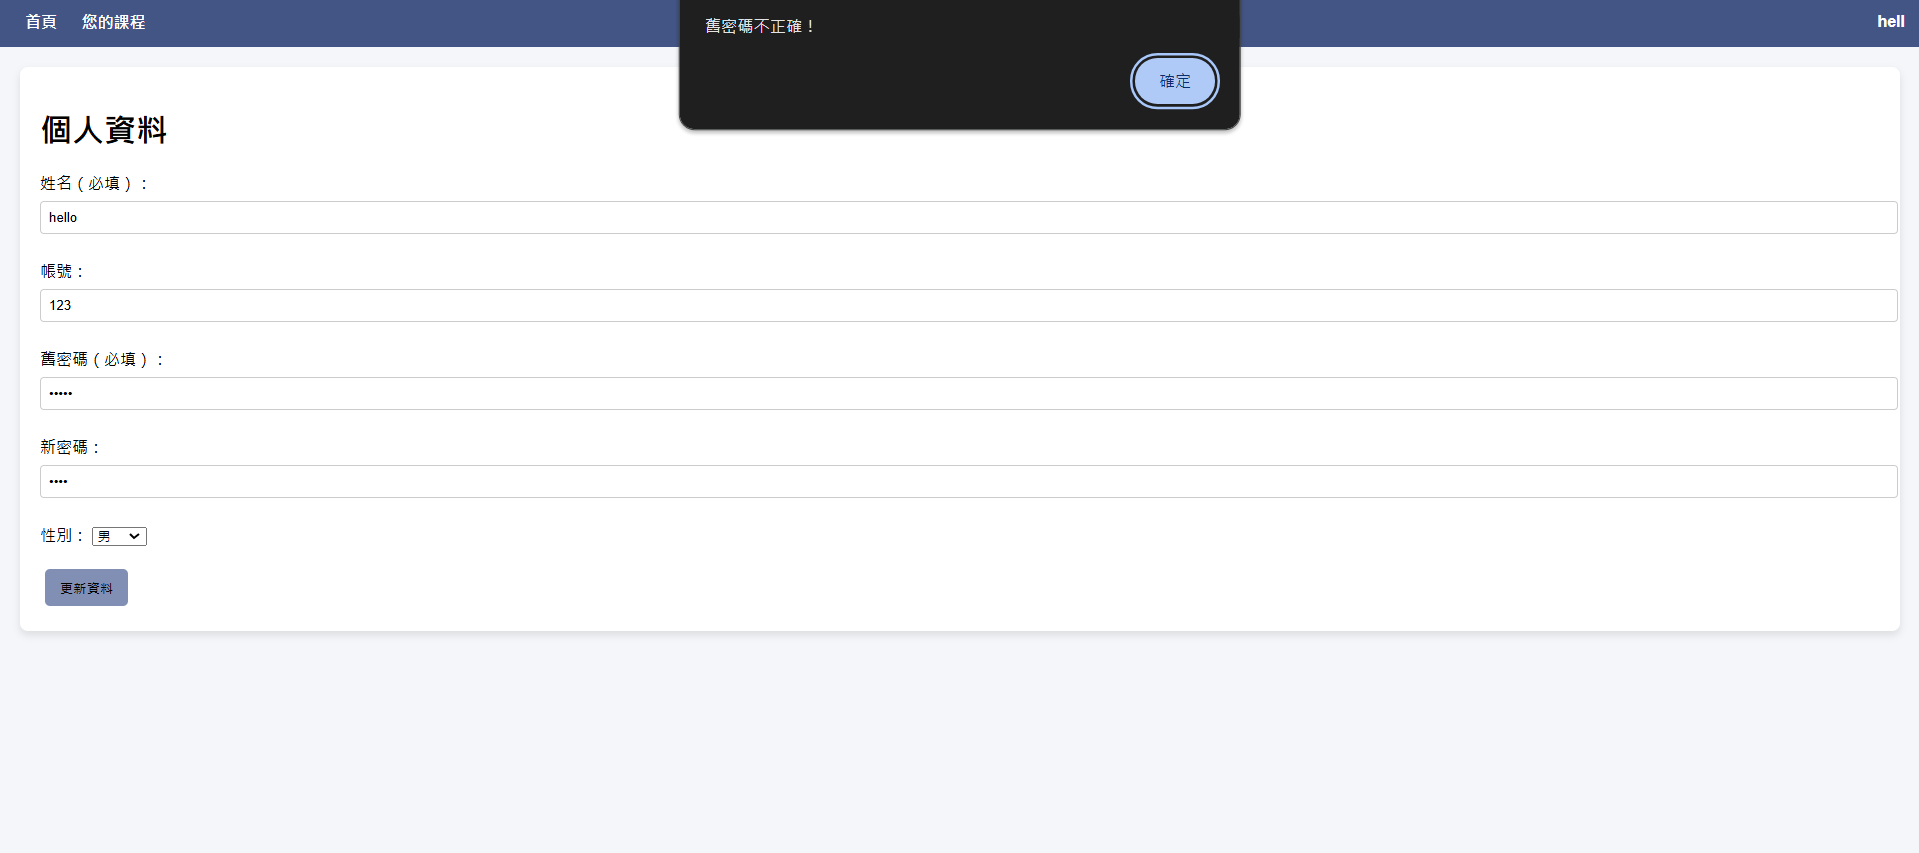 首頁 您的課程 hell
舊密碼不正確！
確定
個人資料
姓名（必填）：
hello
帳號：
123
舊密碼（必填）：
•••••
新密碼：
••••
性別： 男
更新資料